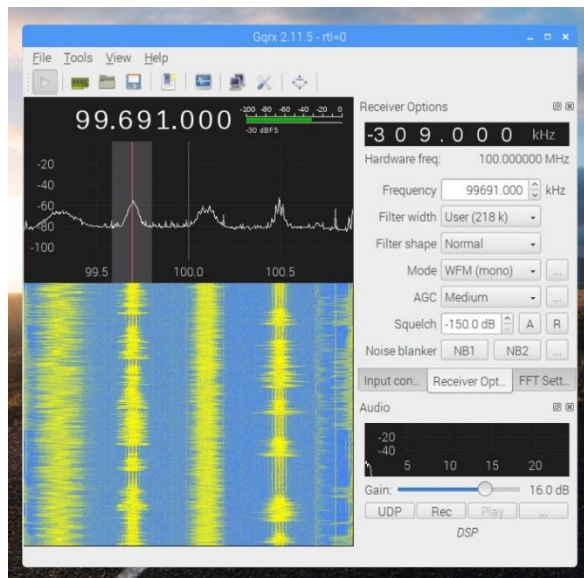 Gqrx 2.11.5 - rtl=0
File Tools View Help
99.691.000
-100 -80 -60 -40 -20 0
-30 dBFS
-20
-40
-60
-80
-100
99.5 100.0 100.5
Receiver Options
-309.000 kHz
Hardware freq: 100.000000 MHz
Frequency 99691.000 kHz
Filter width User (218 k)
Filter shape Normal
Mode WFM (mono) ...
AGC Medium ...
Squelch -150.0 dB A R
Noise blanker NB1 NB2 ...
Input con... Receiver Opt... FFT Sett...
Audio
-20
-40
5 10 15 20
Gain: 16.0 dB
UDP Rec Play ...
DSP